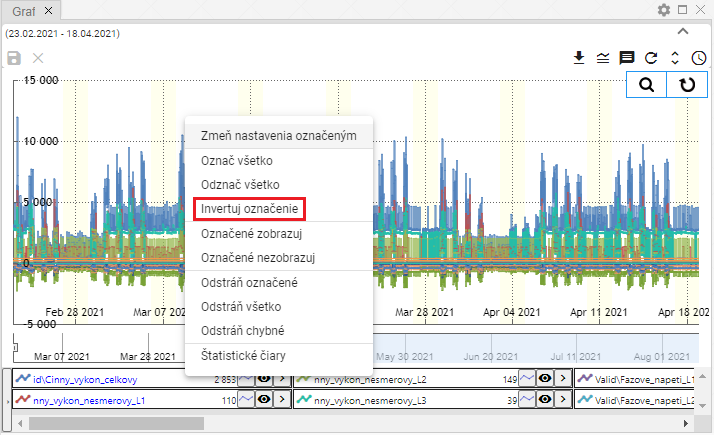 Graf
(23.02.2021 - 18.04.2021)
15 000
10 000
5 000
0
-5 000
Feb 28 2021
Mar 07 2021
Mar 28 2021
Apr 04 2021
Apr 11 2021
Apr 18 202
Zmeň nastavenia označeným
Označ všetko
Odznač všetko
Invertuj označenie
Označené zobrazuj
Označené nezobrazuj
Odstráň označené
Odstráň všetko
Odstráň chybné
Štatistické čiary
Mar 07 2021
Mar 28 2021
May 30 2021
Jun 20 2021
Jul 11 2021
Aug 01 2021
id\Cinny_vykon_celkovy 2 853
nny_vykon_nesmerovy_L2 149
Valid\Fazove_napeti_L1
nny_vykon_nesmerovy_L1 110
nny_vykon_nesmerovy_L3 39
Valid\Fazove_napeti_L2